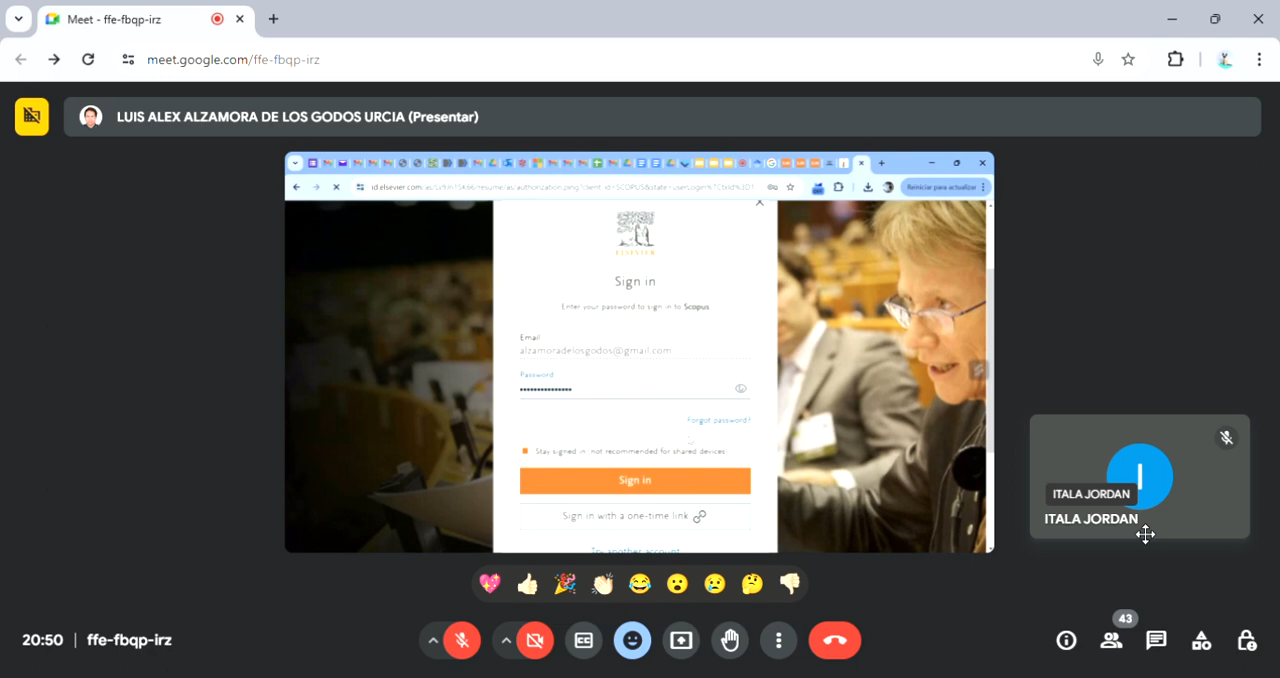 Meet - ffe-fbqp-irz
meet.google.com/ffe-fbqp-irz
LUIS ALEX ALZAMORA DE LOS GODOS URCIA (Presentar)
Reiniciar para actualizar
ELSEVIER
Sign in
Enter your password to sign in to Scopus
Email
alzamoradelosgodos@gmail.com
Password
Forgot password?
Stay signed in not recommended for shared devices
Sign in
Sign in with a one-time link
Try another account
ITALA JORDAN
ITALA JORDAN
20:50 | ffe-fbqp-irz
43